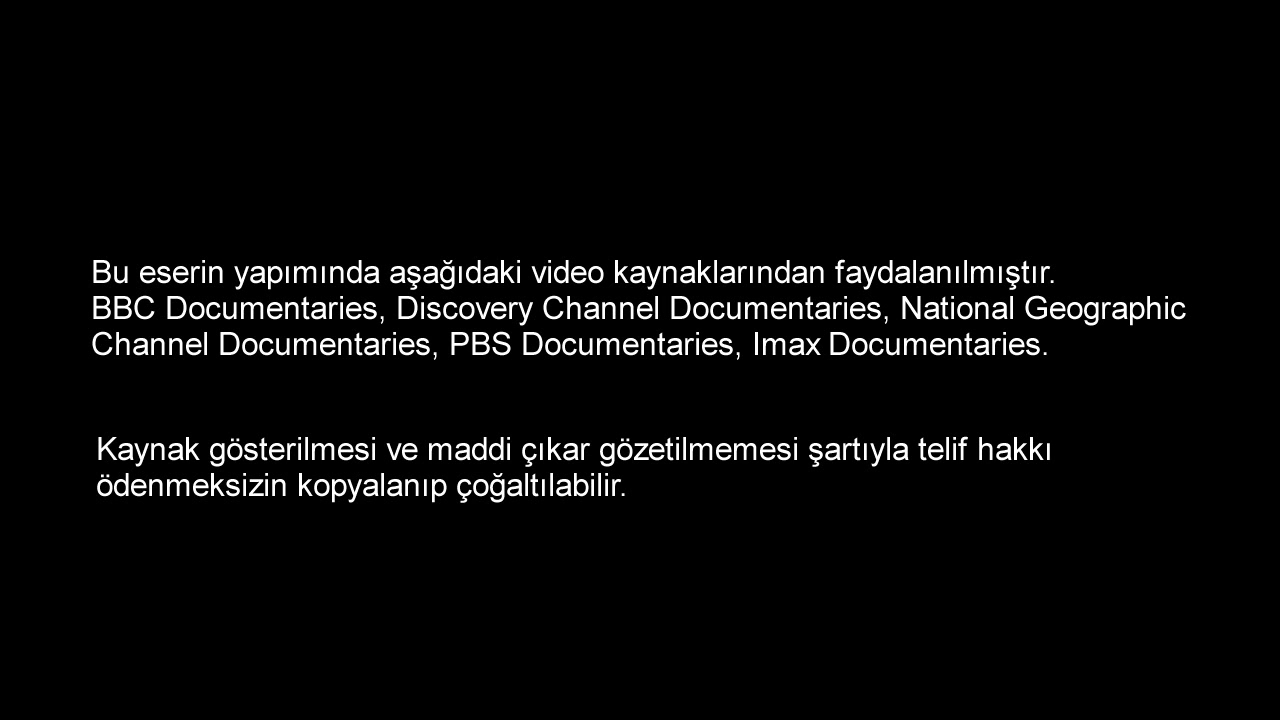 Bu eserin yapımında aşağıdaki video kaynaklarından faydalanılmıştır.
BBC Documentaries, Discovery Channel Documentaries, National Geographic
Channel Documentaries, PBS Documentaries, Imax Documentaries.
Kaynak gösterilmesi ve maddi çıkar gözetilmemesi şartıyla telif hakkı
ödenmeksizin kopyalanıp çoğaltılabilir.